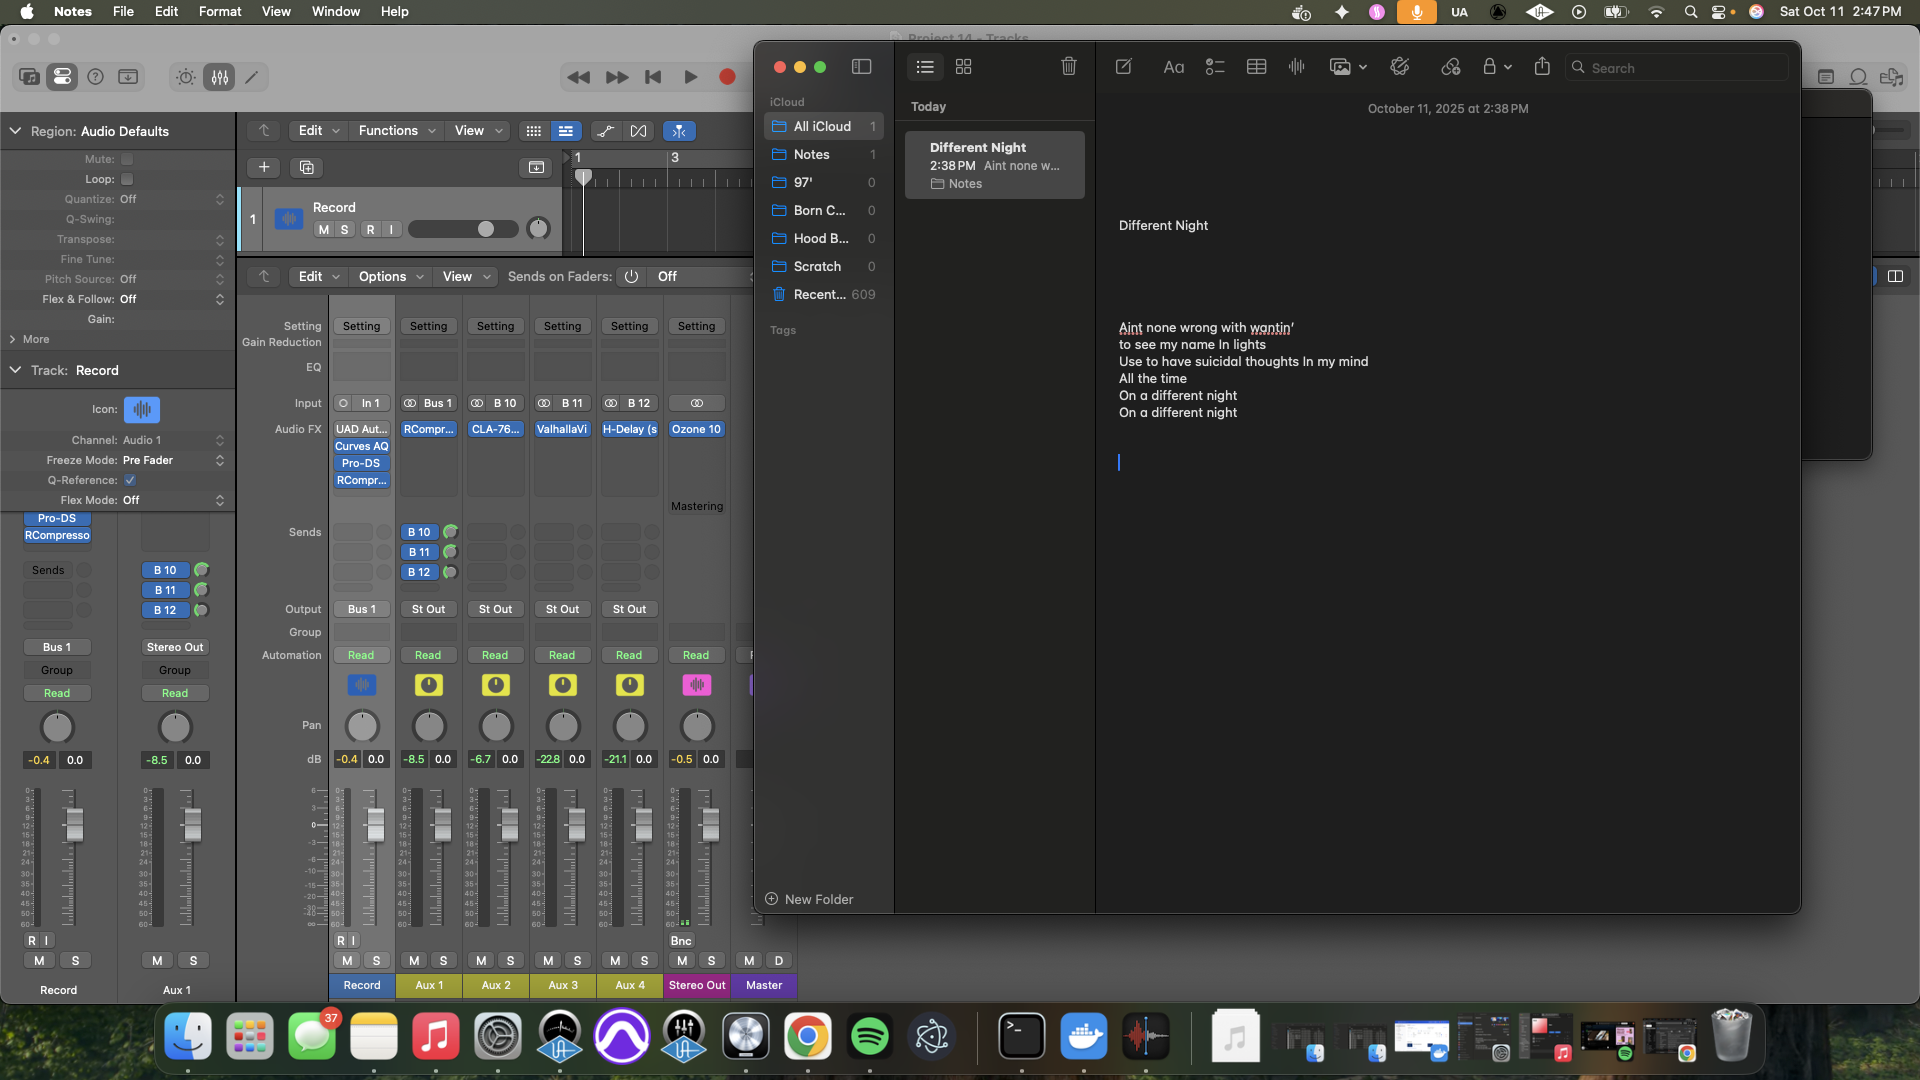 Notes File Edit Format View Window Help
UA Sat Oct 11 2:47 PM
Project 14 - Tracks
Region: Audio Defaults
Mute:
Loop:
Quantize: Off
Q-Swing:
Transpose:
Fine Tune:
Pitch Source: Off
Flex & Follow: Off
Gain:
More
Track: Record
Icon:
Channel: Audio 1
Freeze Mode: Pre Fader
Q-Reference:
Flex Mode: Off
Pro-DS
RCompresso
Sends B 10
B 11
B 12
Bus 1 Stereo Out
Group Group
Read Read
-0.4 0.0 -8.5 0.0
R I
M S M S
Record Aux 1
Edit Functions View
1 3
1 Record
M S R I
Edit Options View Sends on Faders: Off
Setting Setting Setting Setting Setting Setting Setting
Gain Reduction
EQ
Input In 1 Bus 1 B 10 B 11 B 12
Audio FX UAD Aut... RCompr... CLA-76... ValhallaVi H-Delay (s Ozone 10
Curves AQ
Pro-DS
RCompr...
Mastering
Sends B 10
B 11
B 12
Output Bus 1 St Out St Out St Out St Out
Group
Automation Read Read Read Read Read Read
Pan
dB -0.4 0.0 -8.5 0.0 -6.7 0.0 -22.8 0.0 -21.1 0.0 -0.5 0.0
R I Bnc
M S M S M S M S M S M S M D
Record Aux 1 Aux 2 Aux 3 Aux 4 Stereo Out Master
iCloud
All iCloud 1
Notes 1
97' 0
Born C... 0
Hood B... 0
Scratch 0
Recent... 609
Tags
New Folder
Today
Different Night
2:38 PM Aint none w...
Notes
Aa
Search
October 11, 2025 at 2:38 PM
Different Night
Aint none wrong with wantin'
to see my name In lights
Use to have suicidal thoughts In my mind
All the time
On a different night
On a different night
37